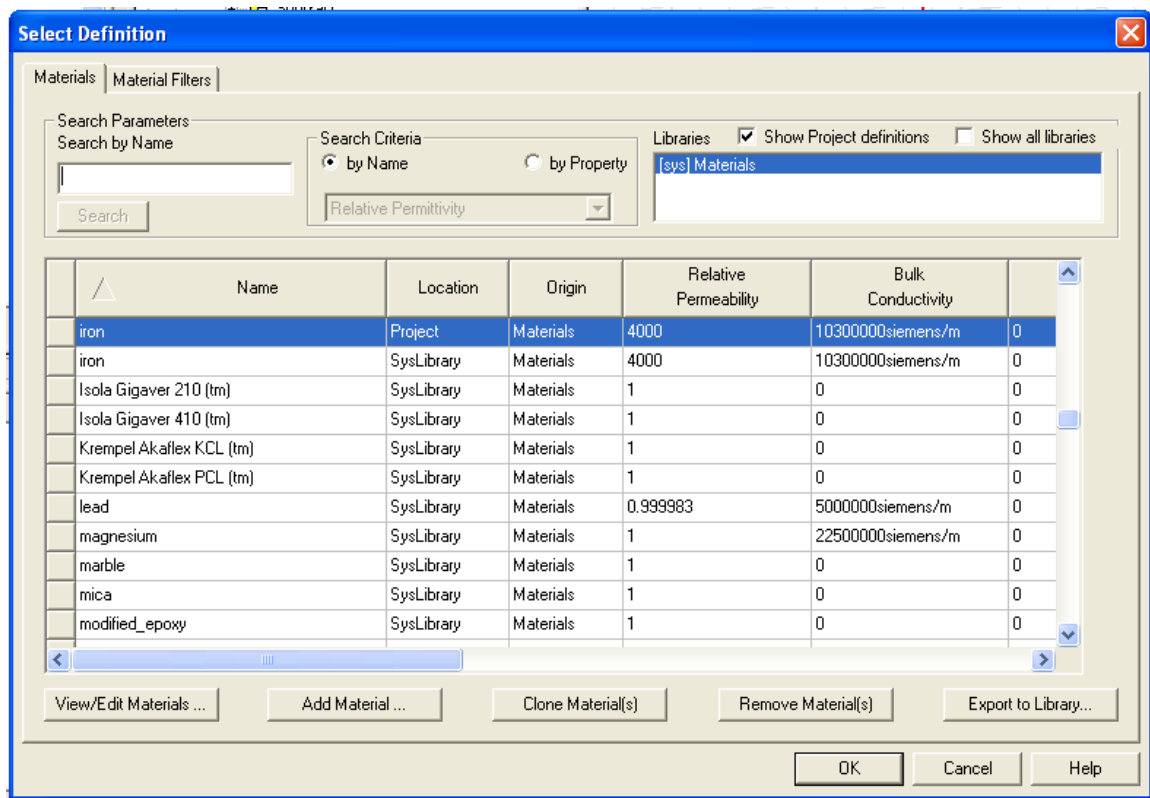 Select Definition
Materials Material Filters
Search Parameters
Search by Name
Search
Search Criteria
by Name by Property
Relative Permittivity
Libraries Show Project definitions Show all libraries
[sys] Materials
Name Location Origin Relative Permeability Bulk Conductivity
iron Project Materials 4000 10300000siemens/m 0
iron SysLibrary Materials 4000 10300000siemens/m 0
Isola Gigaver 210 (tm) SysLibrary Materials 1 0 0
Isola Gigaver 410 (tm) SysLibrary Materials 1 0 0
Krempel Akaflex KCL (tm) SysLibrary Materials 1 0 0
Krempel Akaflex PCL (tm) SysLibrary Materials 1 0 0
lead SysLibrary Materials 0.999983 5000000siemens/m 0
magnesium SysLibrary Materials 1 22500000siemens/m 0
marble SysLibrary Materials 1 0 0
mica SysLibrary Materials 1 0 0
modified_epoxy SysLibrary Materials 1 0 0
View/Edit Materials ... Add Material ... Clone Material(s) Remove Material(s) Export to Library...
OK Cancel Help